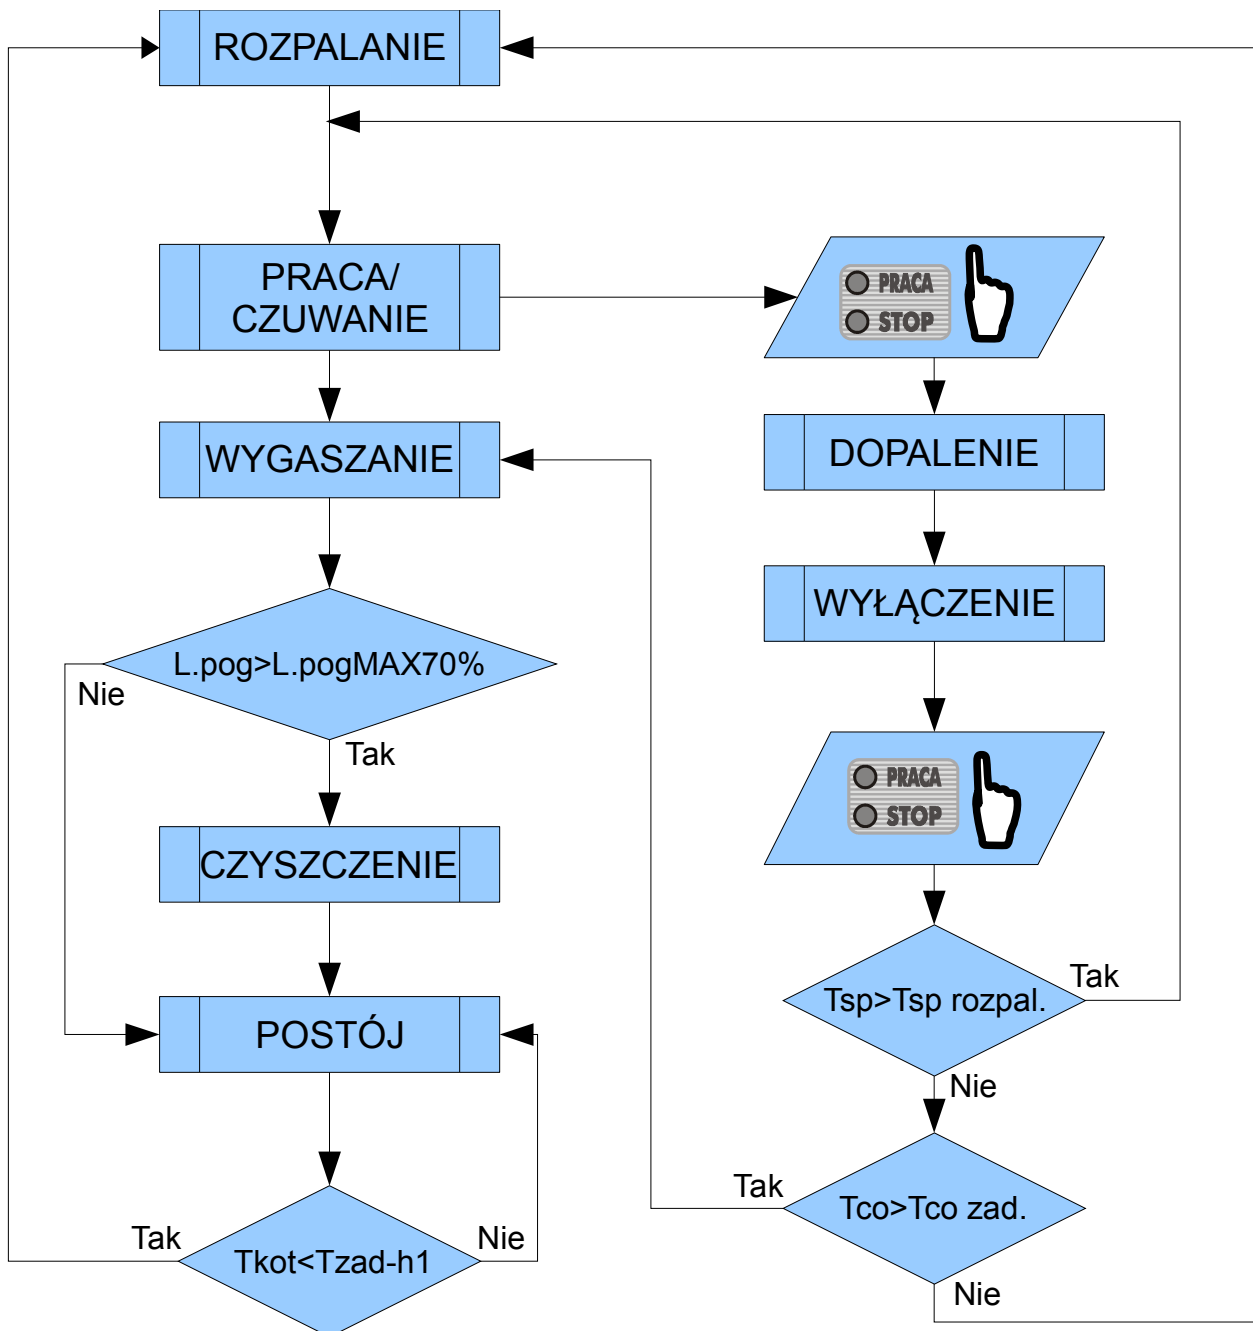 ROZPALANIE
PRACA/
CZUWANIE
PRACA
STOP
WYGASZANIE
DOPALENIE
WYŁĄCZENIE
L.pog>L.pogMAX70%
Nie
Tak
PRACA
STOP
CZYSZCZENIE
Tsp>Tsp rozpal.
Tak
Nie
POSTÓJ
Tco>Tco zad.
Tak
Nie
Tkot<Tzad-h1
Tak
Nie